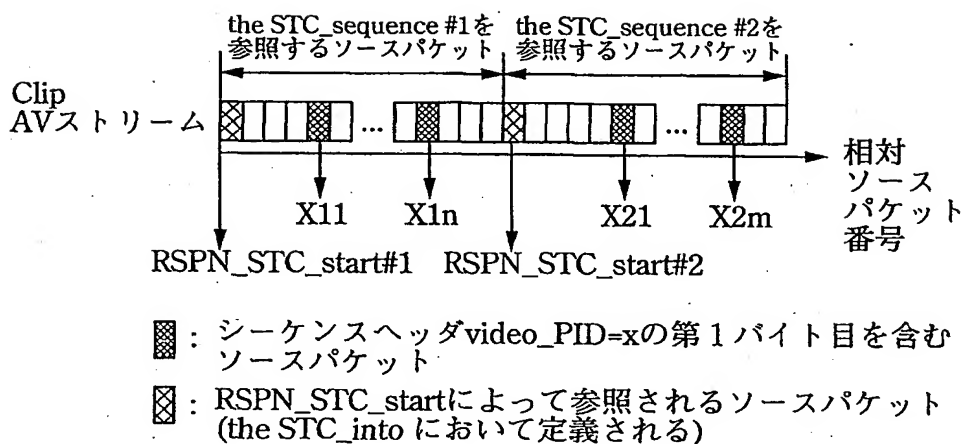 the STC_sequence #1を
参照するソースパケット
the STC_sequence #2を
参照するソースパケット
Clip
AVストリーム
...
...
相対
ソース
パケット
番号
X11
X1n
X21
X2m
RSPN_STC_start#1
RSPN_STC_start#2
: シーケンスヘッダvideo_PID=xの第1バイト目を含む
ソースパケット
: RSPN_STC_startによって参照されるソースパケット
(the STC_into において定義される)